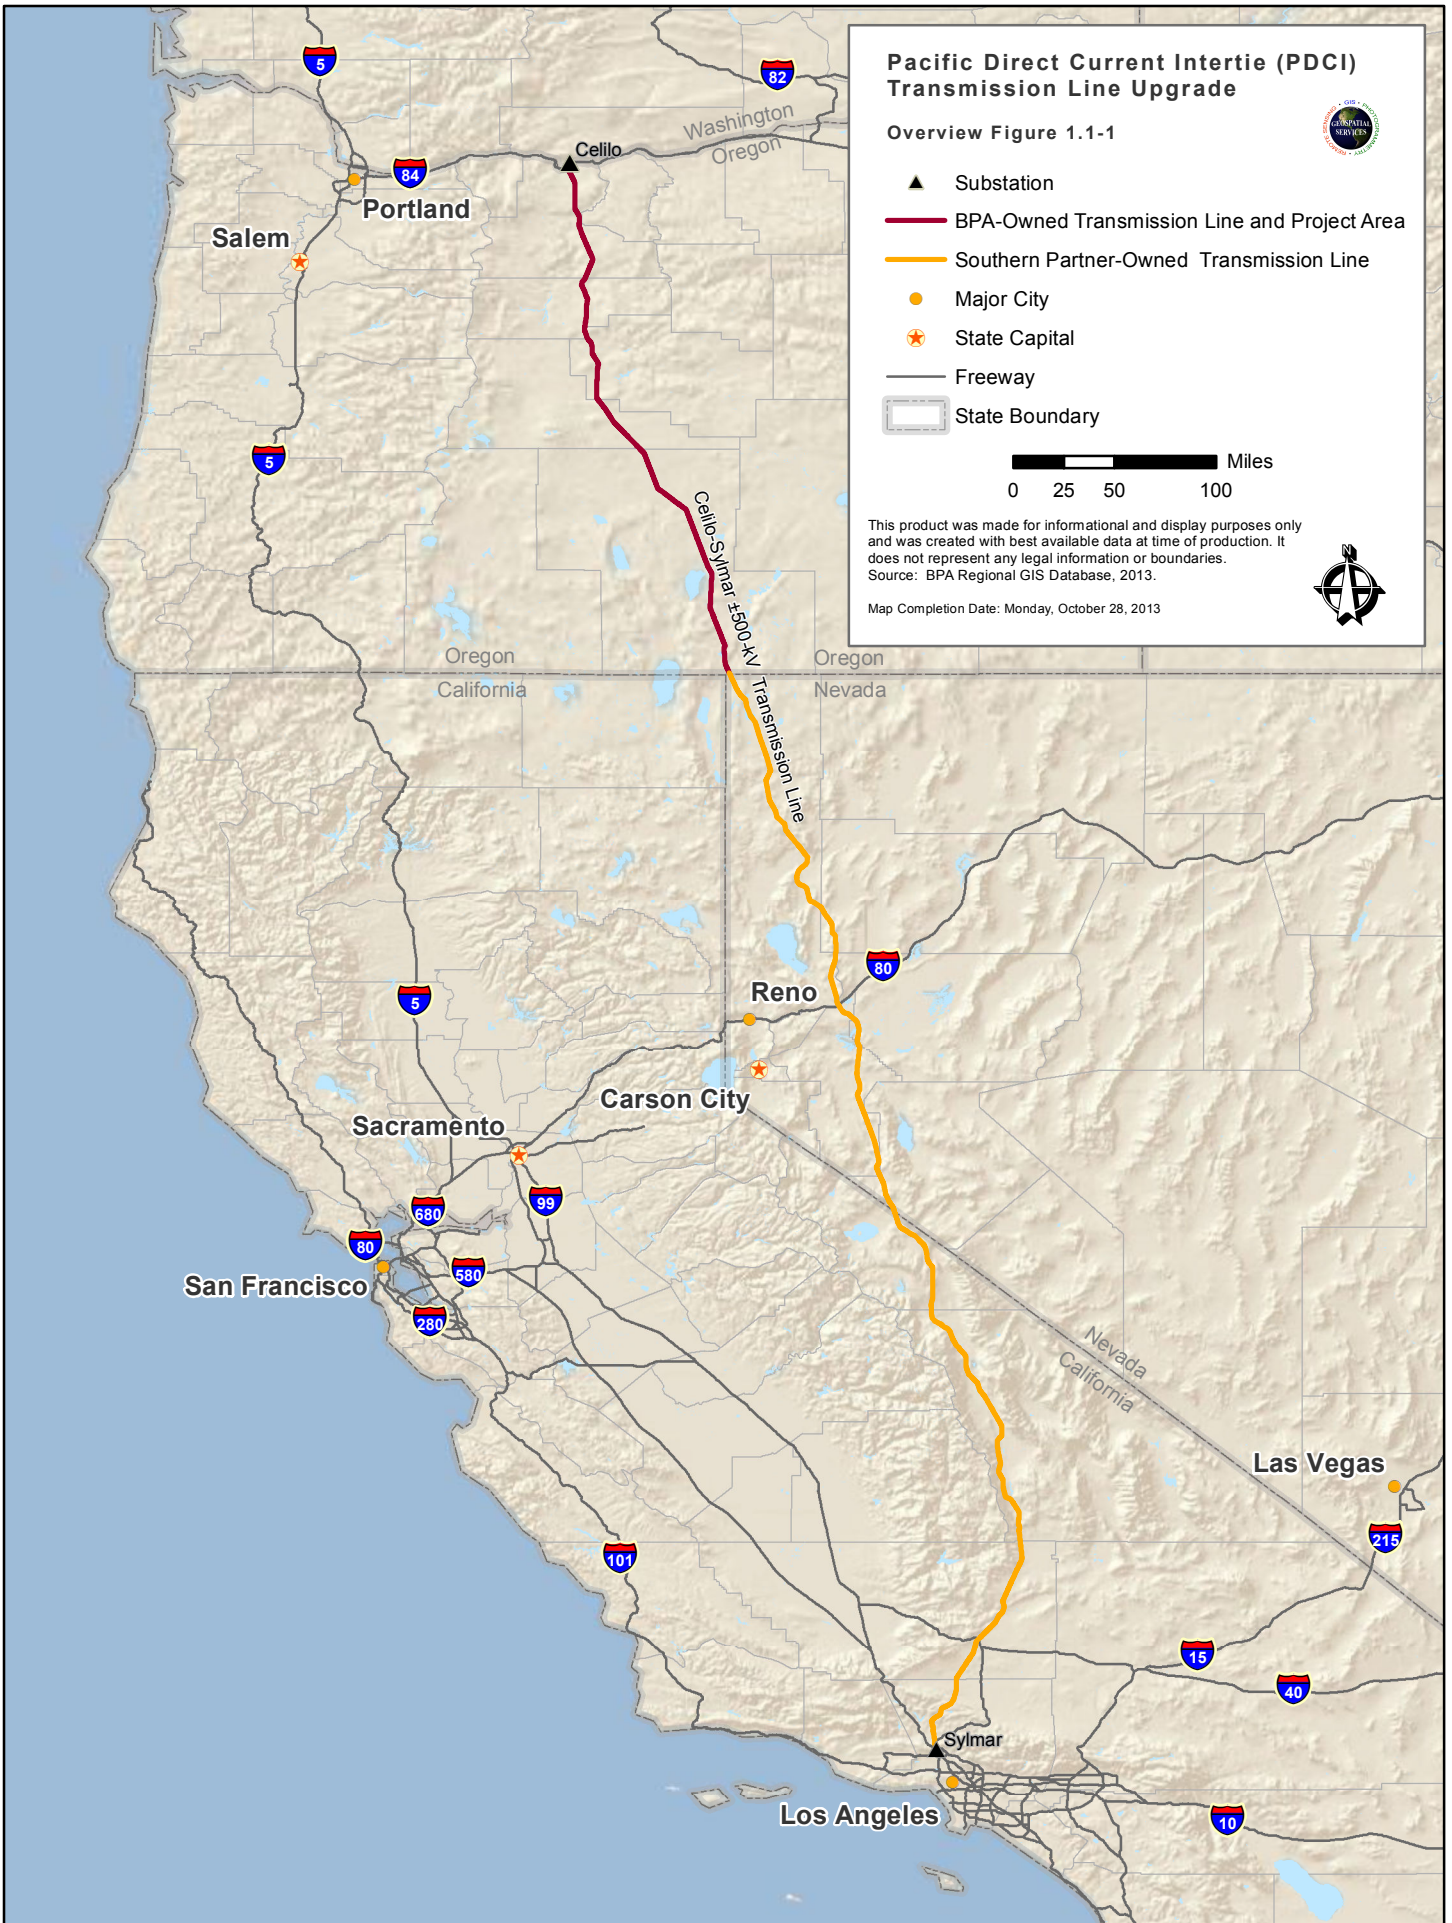 Pacific Direct Current Intertie (PDCI)
Transmission Line Upgrade
Overview Figure 1.1-1
REMOTE SENSING • GIS • PHOTOGRAMMETRY
GEOSPATIAL
SERVICES
Substation
BPA-Owned Transmission Line and Project Area
Southern Partner-Owned Transmission Line
Major City
State Capital
Freeway
State Boundary
Miles
0 25 50 100
This product was made for informational and display purposes only
and was created with best available data at time of production. It
does not represent any legal information or boundaries.
Source: BPA Regional GIS Database, 2013.
Map Completion Date: Monday, October 28, 2013
N
5
82
Washington
Oregon
Celilo
84
Portland
Salem
5
Celilo-Sylmar ±500-kV Transmission Line
Oregon
California
Oregon
Nevada
80
Reno
5
Carson City
Sacramento
99
680
80
580
San Francisco
280
Nevada
California
Las Vegas
215
101
15
40
Sylmar
Los Angeles
10